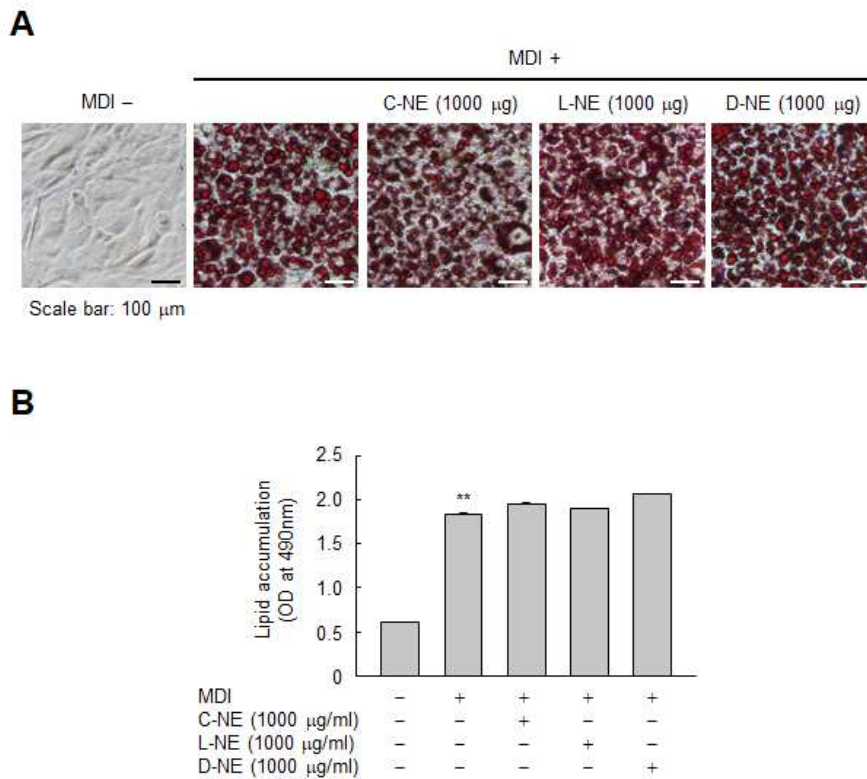 A
MDI +
MDI – C-NE (1000 μg) L-NE (1000 μg) D-NE (1000 μg)
Scale bar: 100 μm
B
Lipid accumulation
(OD at 490nm)
2.5
2.0
1.5
1.0
0.5
0
**
MDI – + + + +
C-NE (1000 μg/ml) – – + – –
L-NE (1000 μg/ml) – – – + –
D-NE (1000 μg/ml) – – – – +